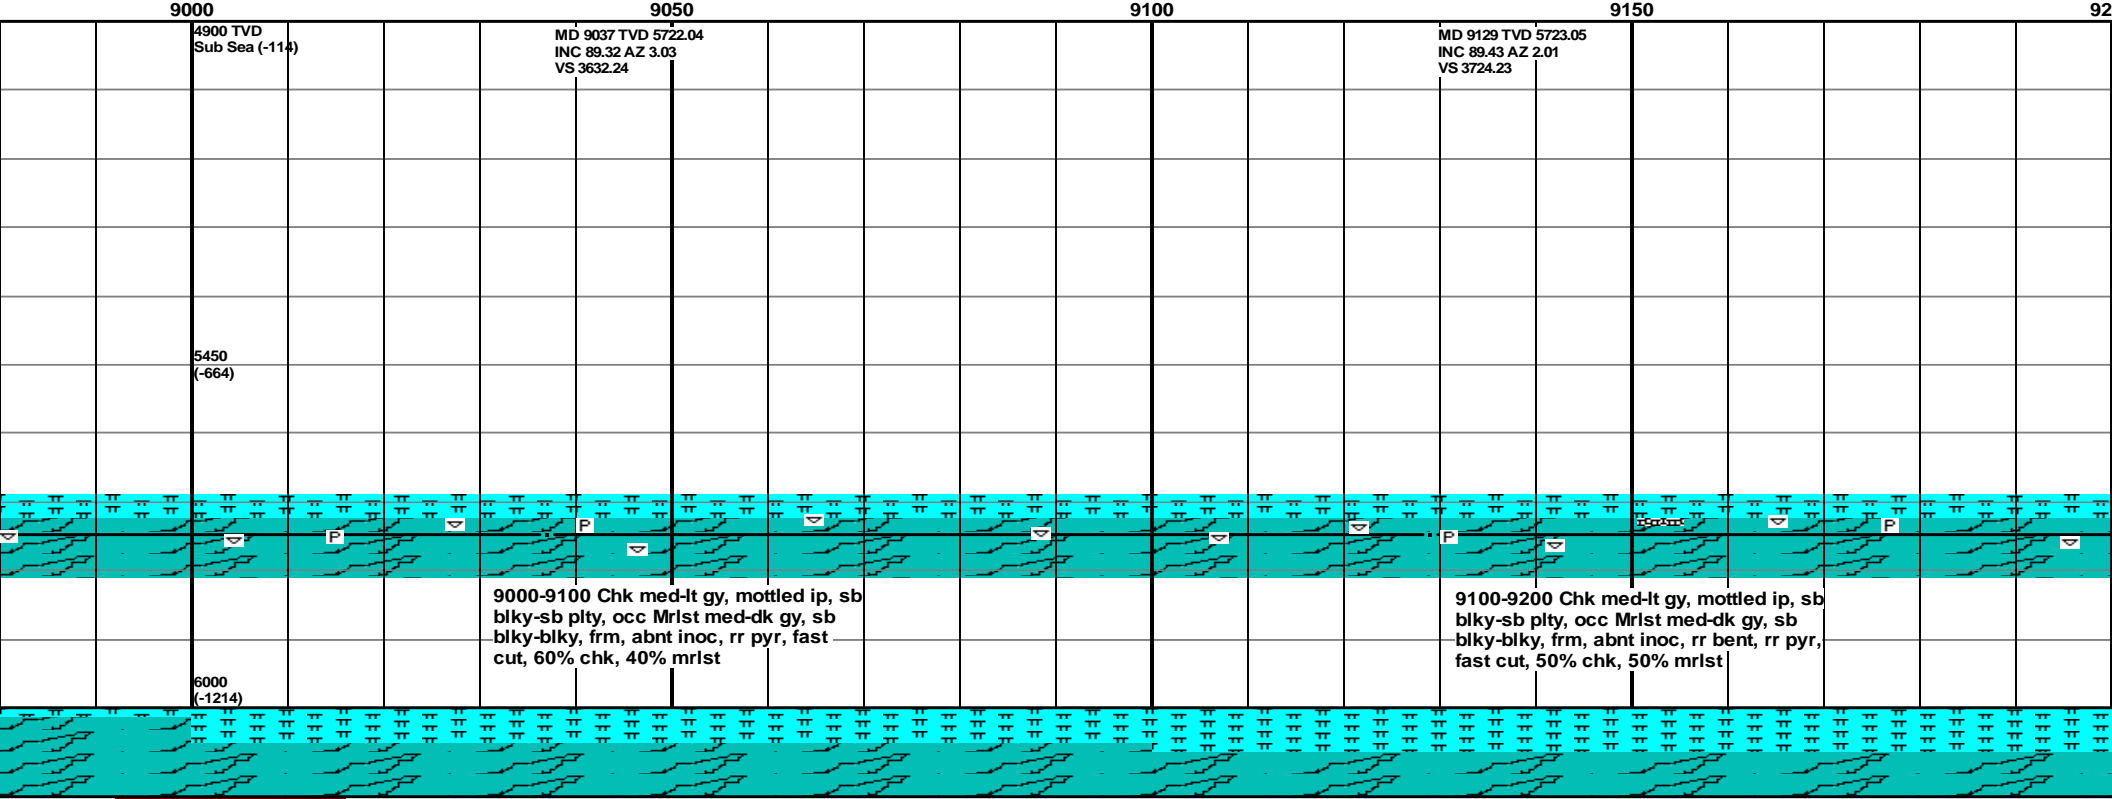 9000 9050 9100 9150 92
4900 TVD
Sub Sea (-114)
MD 9037 TVD 5722.04
INC 89.32 AZ 3.03
VS 3632.24
MD 9129 TVD 5723.05
INC 89.43 AZ 2.01
VS 3724.23
5450
(-664)
P
P
P
P
9000-9100 Chk med-lt gy, mottled ip, sb
blky-sb plty, occ Mrlst med-dk gy, sb
blky-blky, frm, abnt inoc, rr pyr, fast
cut, 60% chk, 40% mrlst
9100-9200 Chk med-lt gy, mottled ip, sb
blky-sb plty, occ Mrlst med-dk gy, sb
blky-blky, frm, abnt inoc, rr bent, rr pyr,
fast cut, 50% chk, 50% mrlst
6000
(-1214)